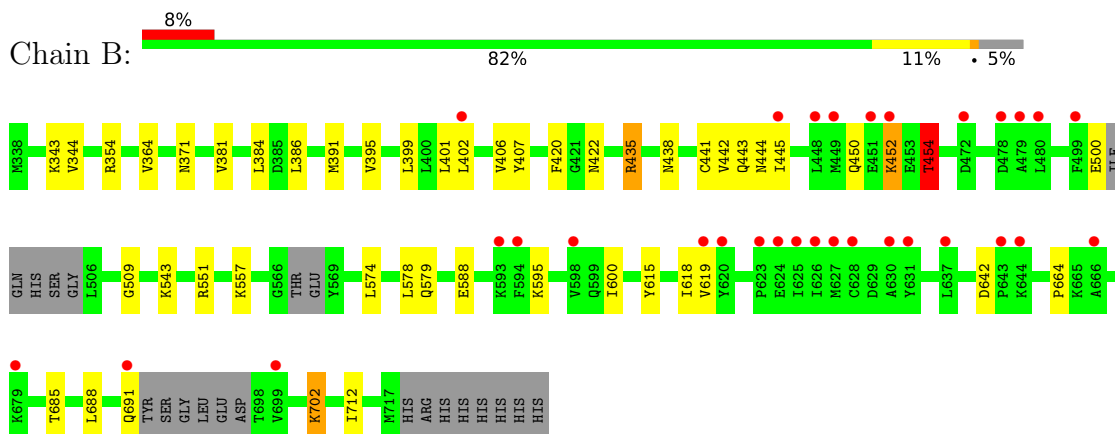 8%
Chain B:
82% 11% • 5%
M338 K343 V344 R354 V364 N371 V381 L384 D385 L386 M391 V395 L399 L400 L401 L402 V406 Y407 F420 G421 N422 R435 N438 C441 V442 Q443 N444 I445 L448 M449 Q450 E451 K452 E453 T454 D472 D478 A479 L480 F499 E500 ILE
GLN HIS SER GLY L506 G509 K543 R551 K557 G566 THR GLU Y569 L574 L578 Q579 E588 K593 F594 K595 V598 Q599 I600 Y615 I618 V619 Y620 P623 E624 I625 I626 M627 C628 D629 A630 Y631 L637 D642 P643 K644 P664 K665 A666
K679 T685 L688 Q691 TYR SER GLY LEU GLU ASP T698 V699 K702 I712 M717 HIS ARG HIS HIS HIS HIS HIS HIS